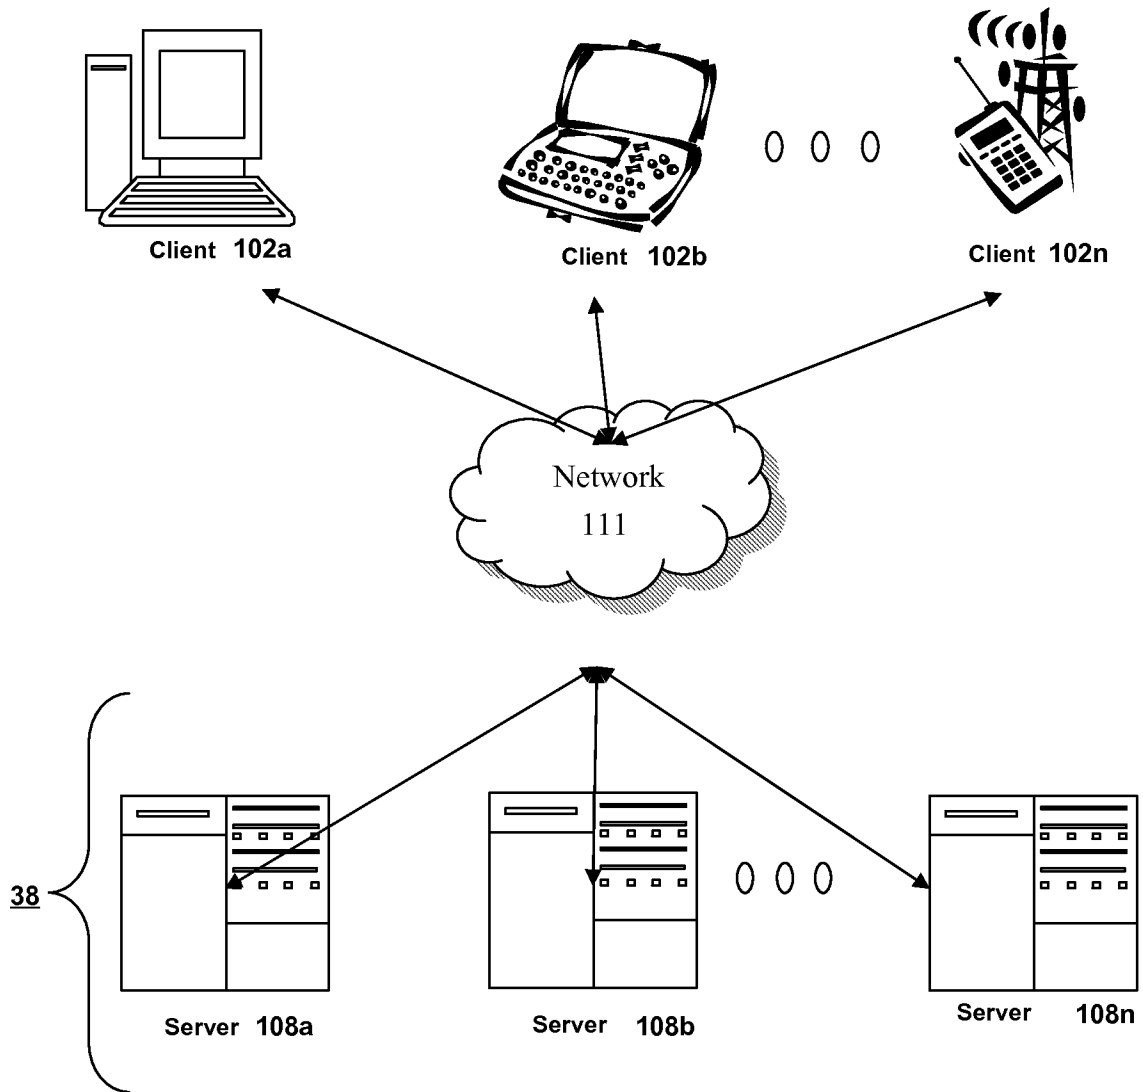 Client 102a
Client 102b
Client 102n
Network
111
38
Server 108a
Server 108b
Server 108n